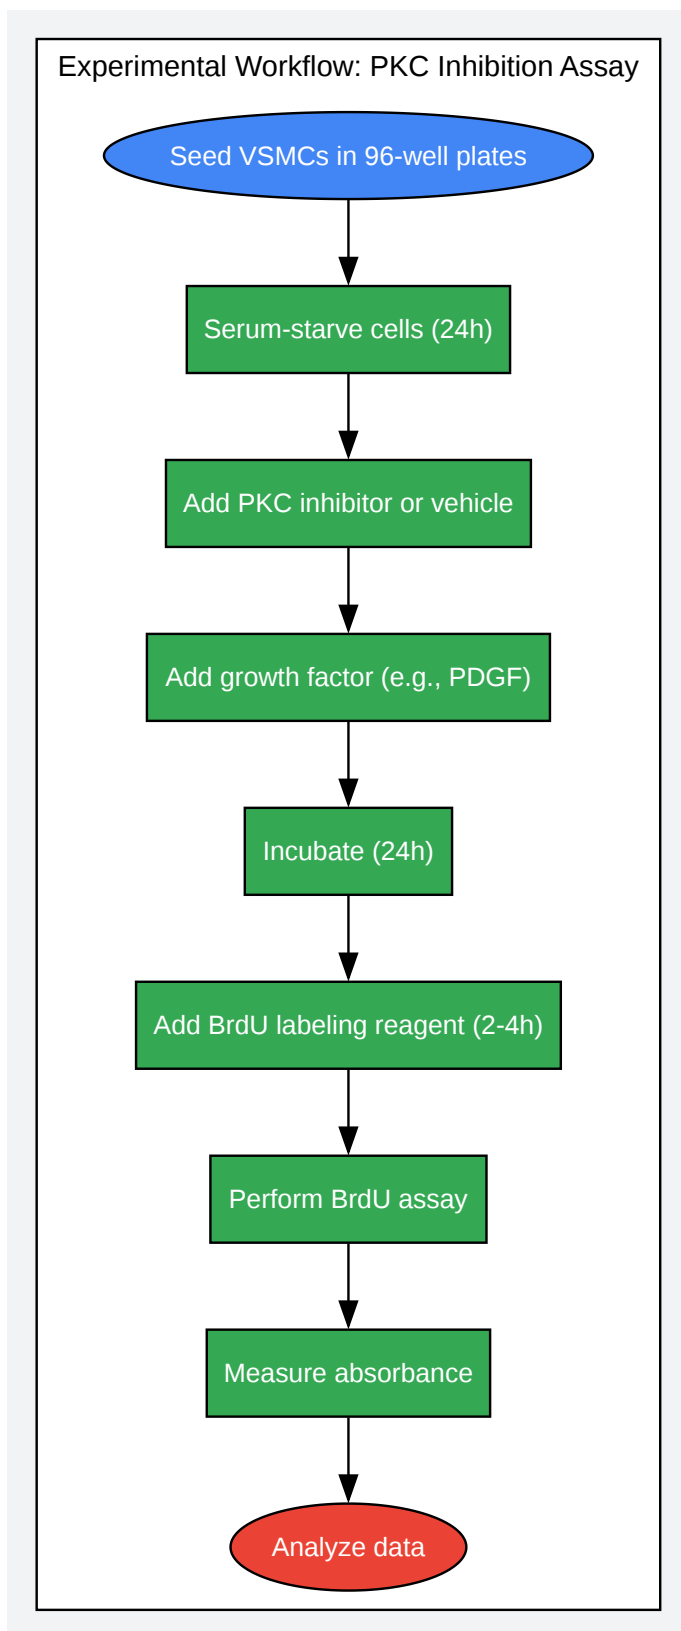 Experimental Workflow: PKC Inhibition Assay
Seed VSMCs in 96-well plates
Serum-starve cells (24h)
Add PKC inhibitor or vehicle
Add growth factor (e.g., PDGF)
Incubate (24h)
Add BrdU labeling reagent (2-4h)
Perform BrdU assay
Measure absorbance
Analyze data